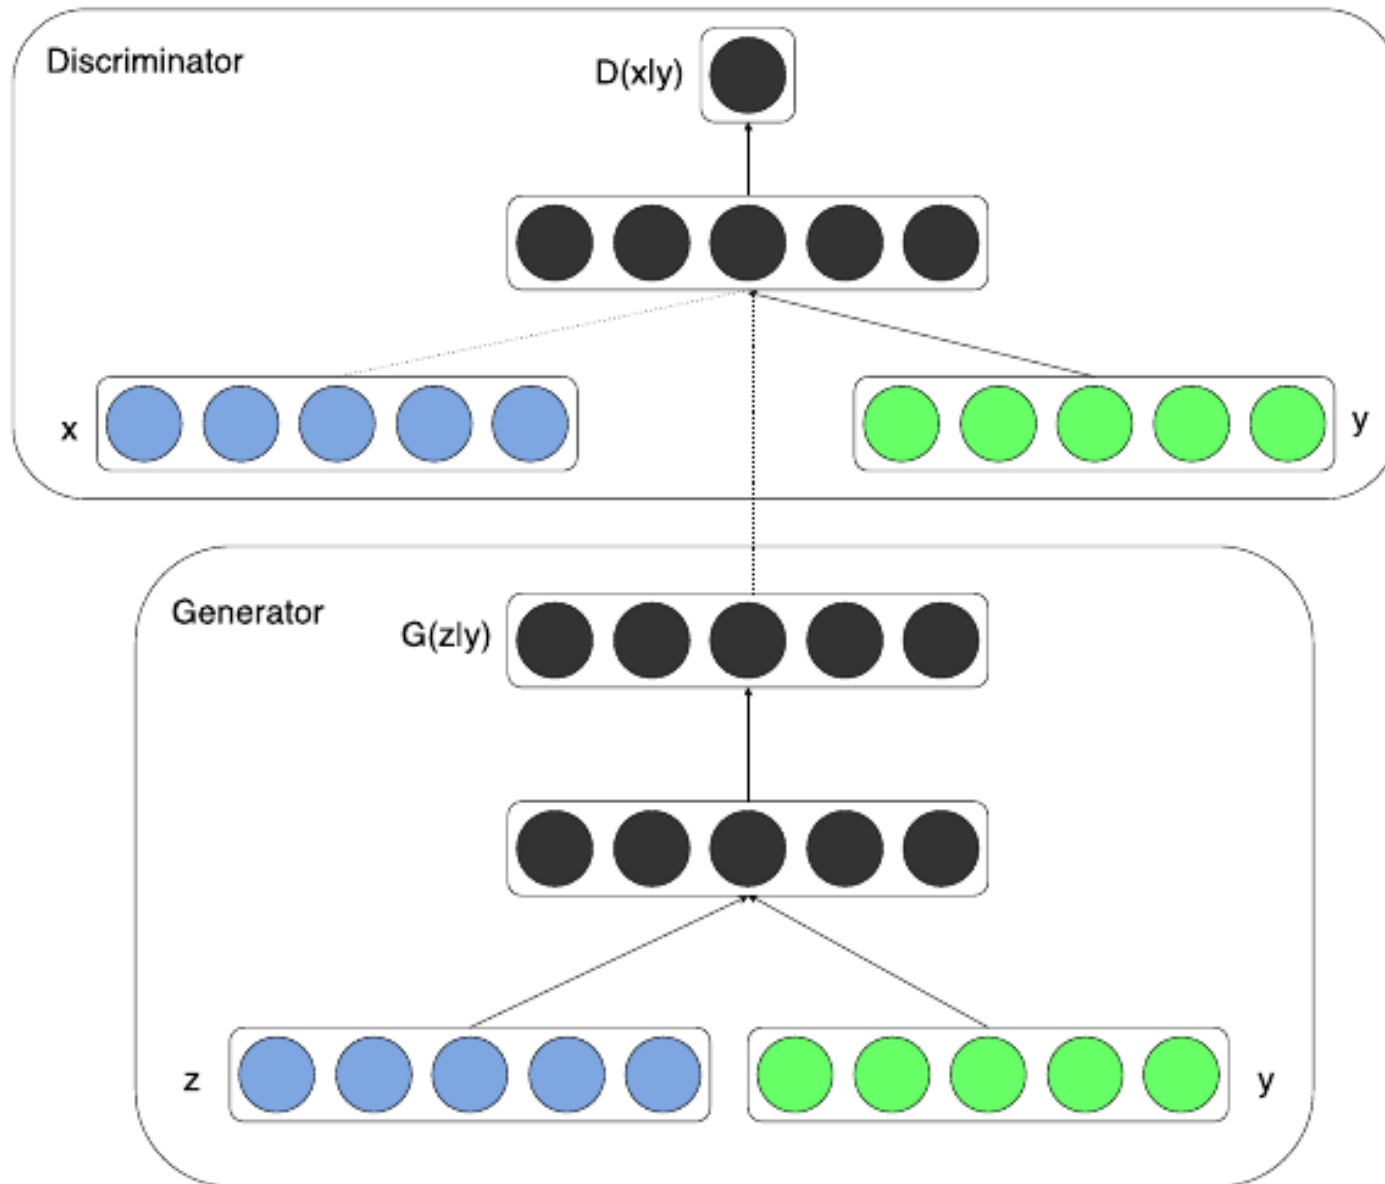 Discriminator
D(x|y)
x
y
Generator
G(z|y)
z
y